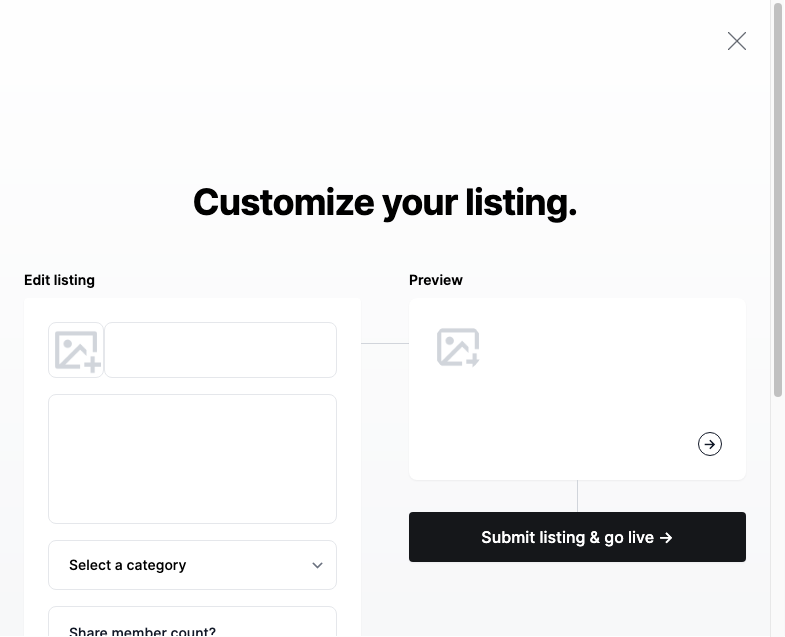 Customize your listing.
Edit listing
Preview
Submit listing & go live →
Select a category
Share member count?